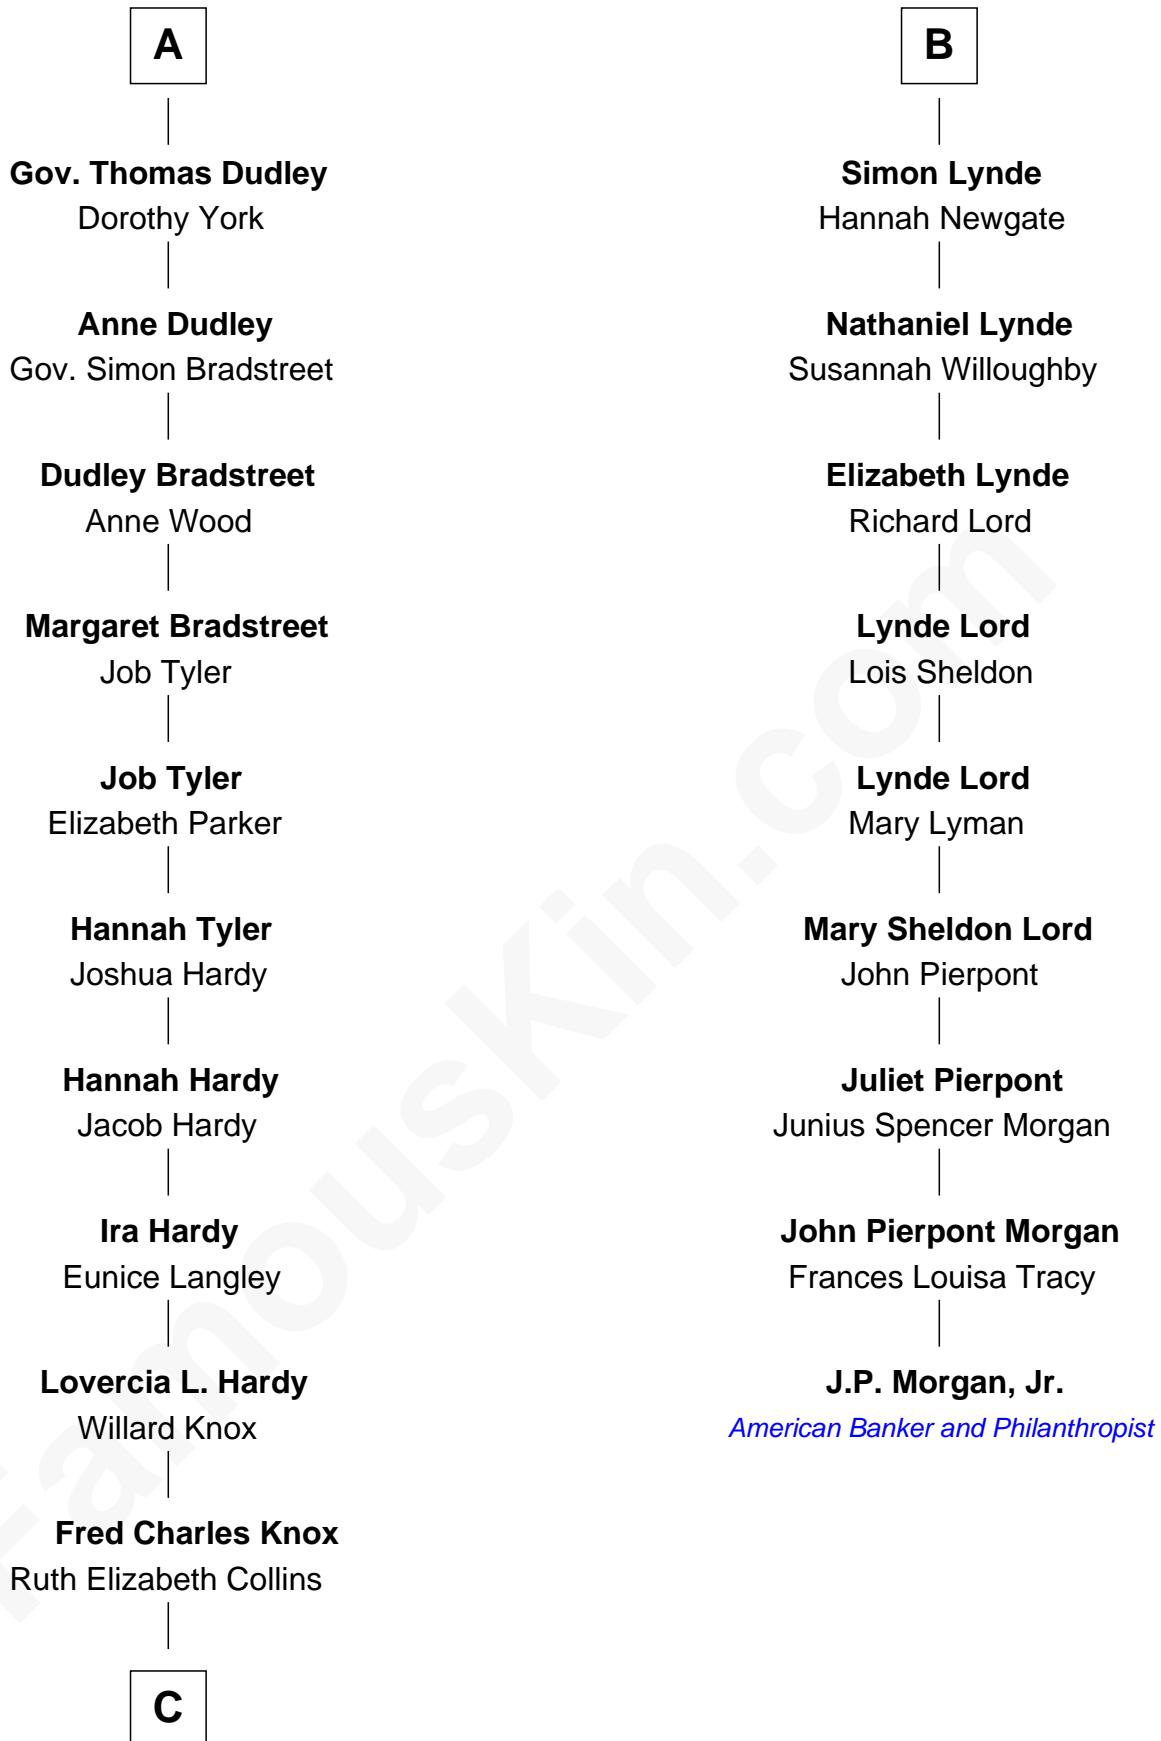 A
Gov. Thomas Dudley
Dorothy York
Anne Dudley
Gov. Simon Bradstreet
Dudley Bradstreet
Anne Wood
Margaret Bradstreet
Job Tyler
Job Tyler
Elizabeth Parker
Hannah Tyler
Joshua Hardy
Hannah Hardy
Jacob Hardy
Ira Hardy
Eunice Langley
Lovercia L. Hardy
Willard Knox
Fred Charles Knox
Ruth Elizabeth Collins
C
B
Simon Lynde
Hannah Newgate
Nathaniel Lynde
Susannah Willoughby
Elizabeth Lynde
Richard Lord
Lynde Lord
Lois Sheldon
Lynde Lord
Mary Lyman
Mary Sheldon Lord
John Pierpont
Juliet Pierpont
Junius Spencer Morgan
John Pierpont Morgan
Frances Louisa Tracy
J.P. Morgan, Jr.
American Banker and Philanthropist
FamousKin.com